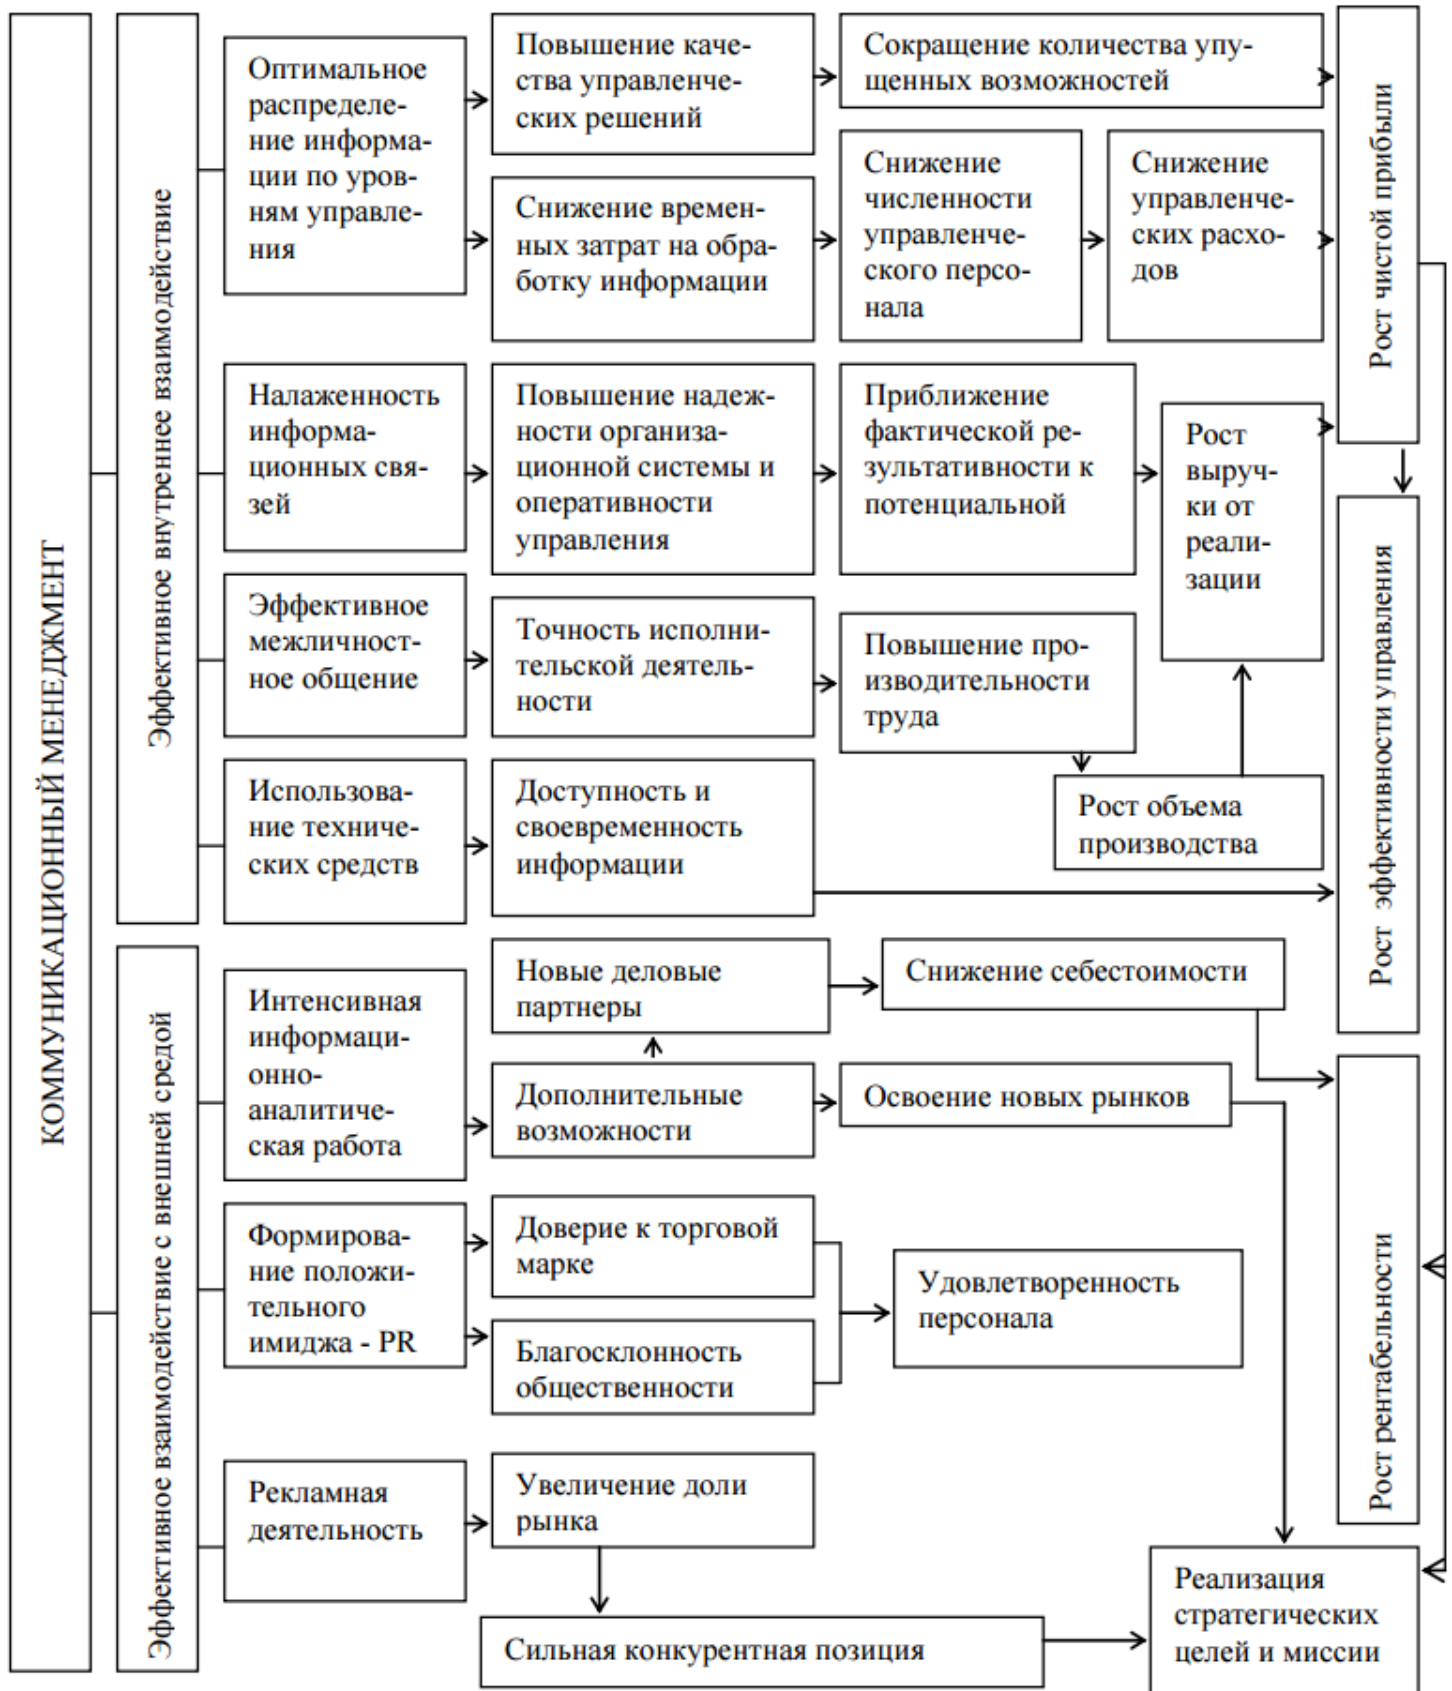 КОММУНИКАЦИОННЫЙ МЕНЕДЖМЕНТ
Эффективное внутреннее взаимодействие
Оптимальное
распределе-
ние информа-
ции по уров-
ням управле-
ния
Повышение каче-
ства управленче-
ских решений
Сокращение количества упу-
щенных возможностей
Снижение времен-
ных затрат на обра-
ботку информации
Снижение
численности
управленче-
ского персо-
нала
Снижение
управленче-
ских расхо-
дов
Рост чистой прибыли
Налаженность
информа-
ционных свя-
зей
Повышение надеж-
ности организа-
ционной системы и
оперативности
управления
Приближение
фактической ре-
зультативности к
потенциальной
Рост
выруч-
ки от
реали-
зации
Эффективное
межличност-
ное общение
Точность исполни-
тельской деятель-
ности
Повышение про-
изводительности
труда
Рост объема
производства
Использова-
ние техниче-
ских средств
Доступность и
своевременность
информации
Рост эффективности управления
Эффективное взаимодействие с внешней средой
Интенсивная
информаци-
онно-
аналитиче-
ская работа
Новые деловые
партнеры
Снижение себестоимости
Дополнительные
возможности
Освоение новых рынков
Формирова-
ние положи-
тельного
имиджа - PR
Доверие к торговой
марке
Благосклонность
общественности
Удовлетворенность
персонала
Рост рентабельности
Рекламная
деятельность
Увеличение доли
рынка
Сильная конкурентная позиция
Реализация
стратегических
целей и миссии